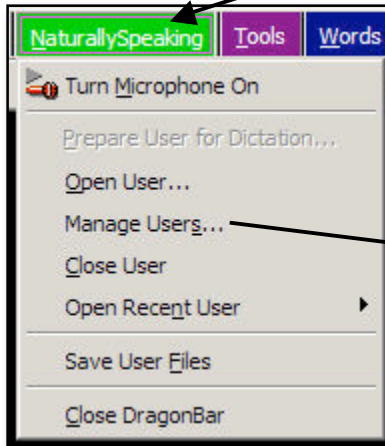 NaturallySpeaking Tools Words
Turn Microphone On
Prepare User for Dictation...
Open User...
Manage Users...
Close User
Open Recent User
Save User Files
Close DragonBar